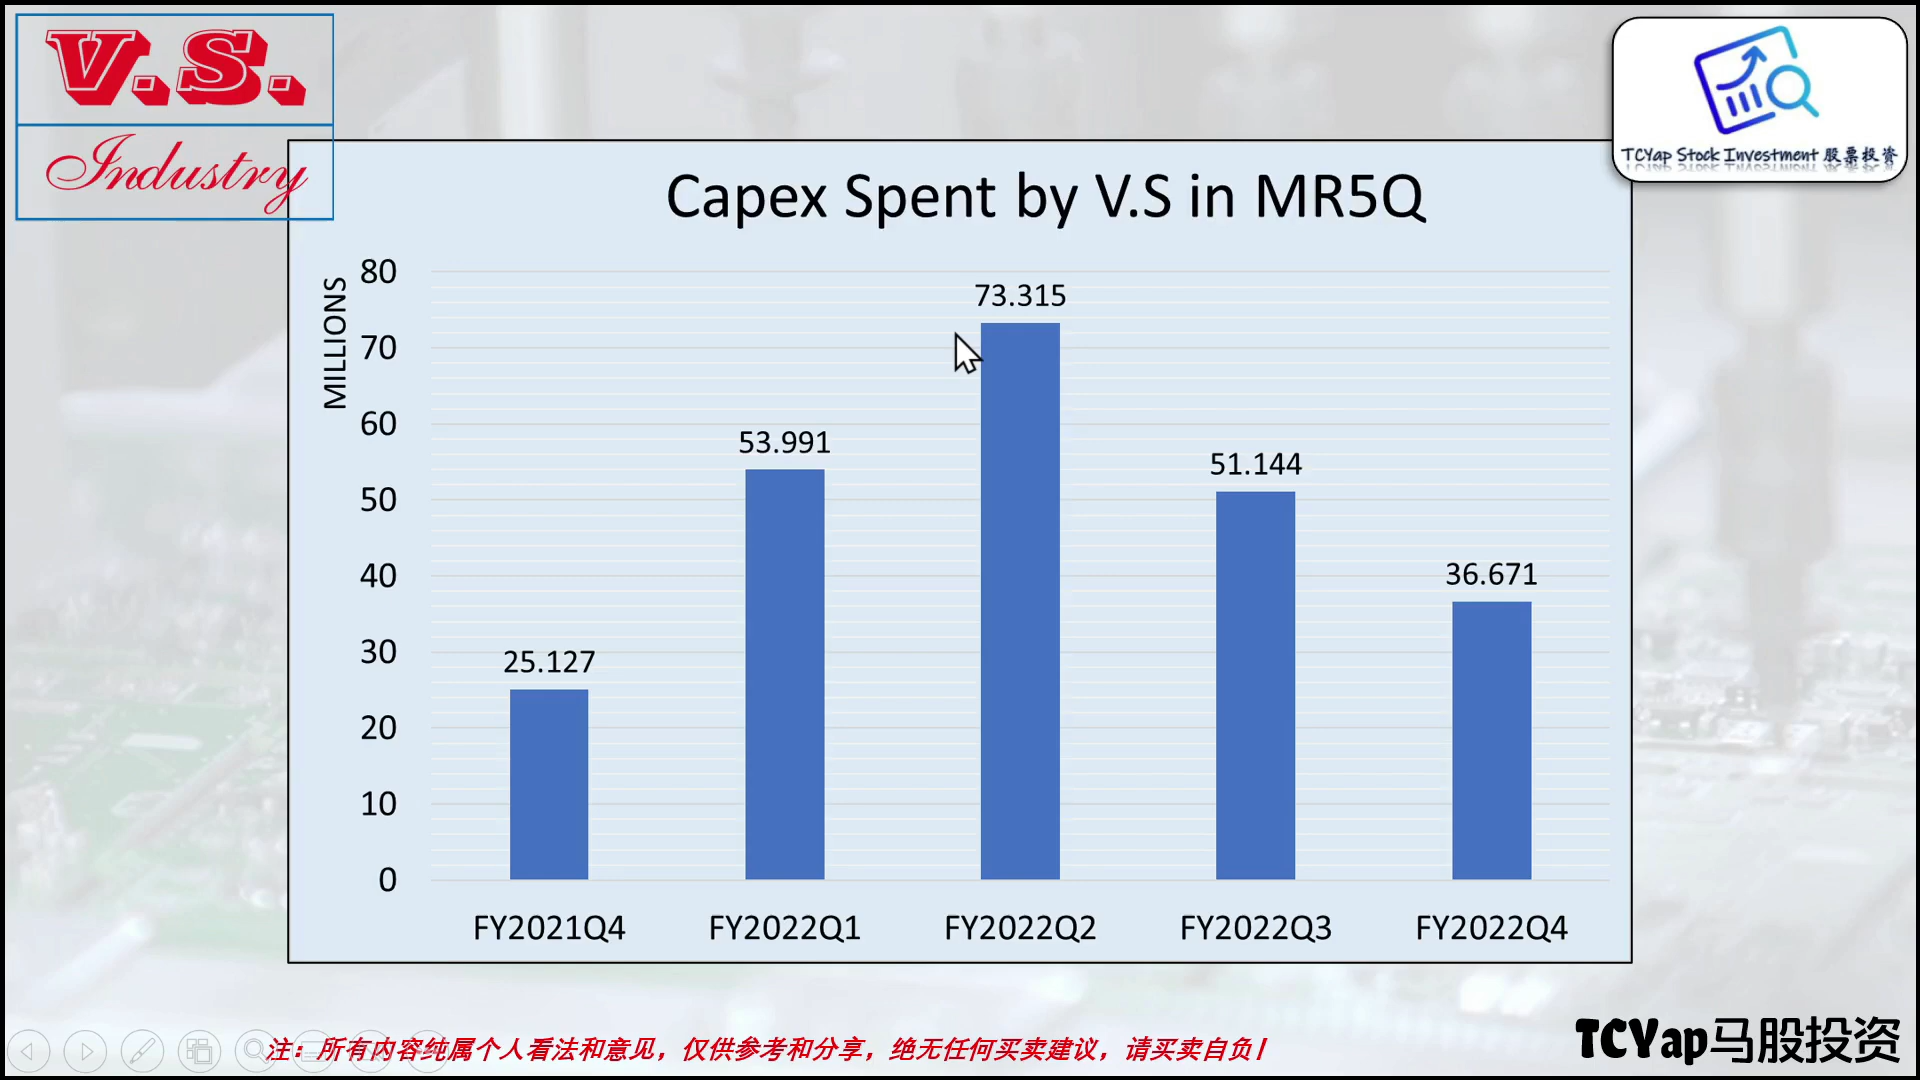 V.S.
Industry
TCYap Stock Investment 股票投资
Capex Spent by V.S in MR5Q
MILLIONS
80
70
60
50
40
30
20
10
0
25.127
53.991
73.315
51.144
36.671
FY2021Q4
FY2022Q1
FY2022Q2
FY2022Q3
FY2022Q4
注：所有内容纯属个人看法和意见，仅供参考和分享，绝无任何买卖建议，请买卖自负！
TCYap马股投资